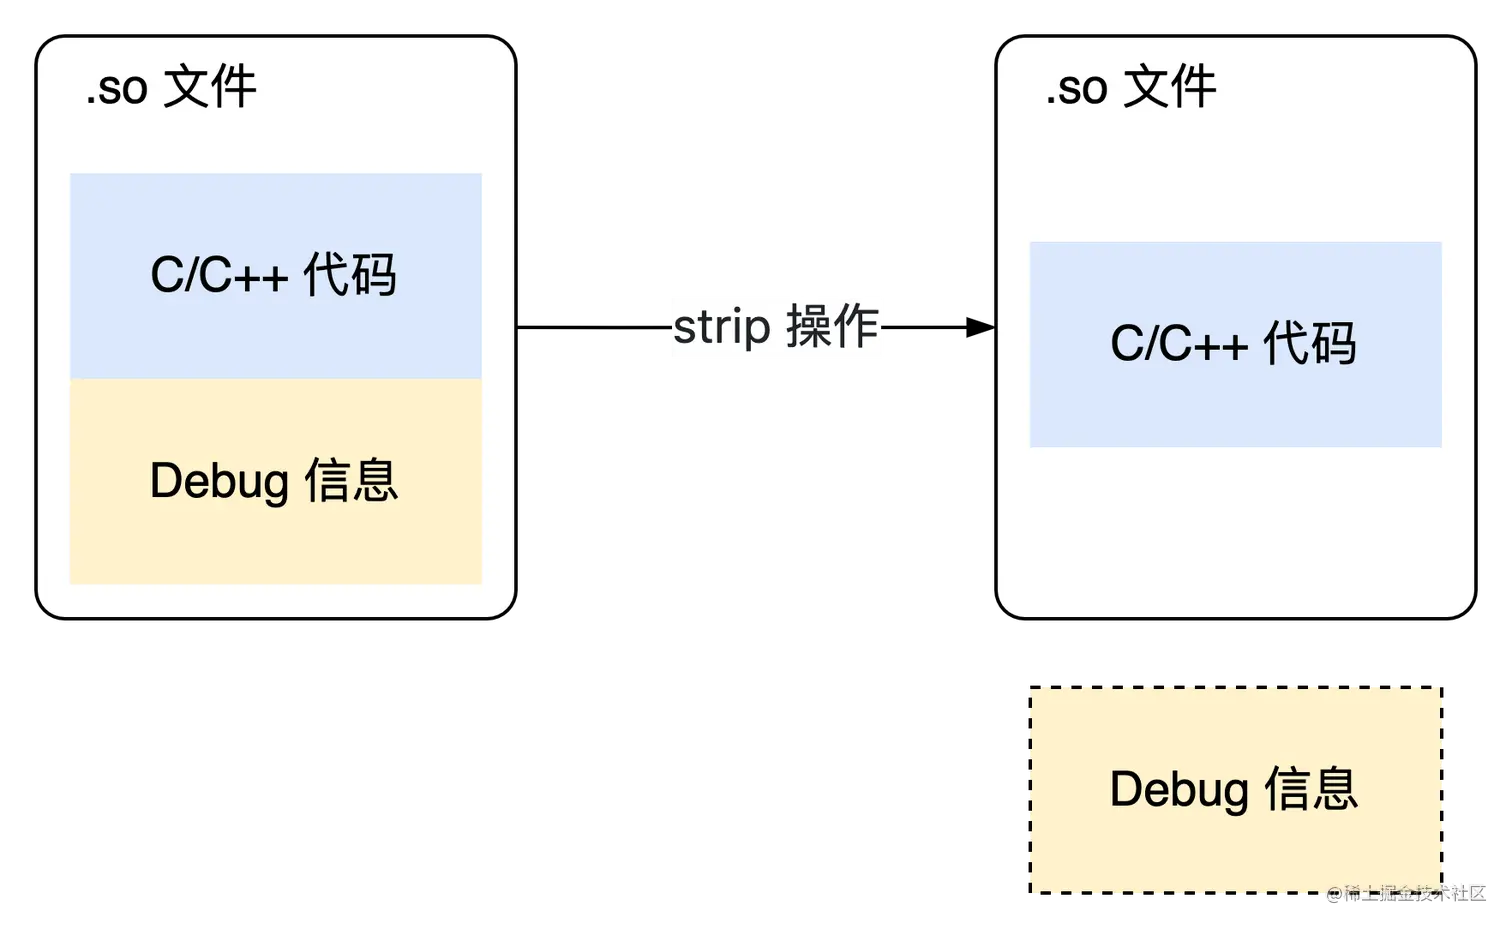 .so 文件
C/C++ 代码
Debug 信息
strip 操作
.so 文件
C/C++ 代码
Debug 信息
@稀土掘金技术社区